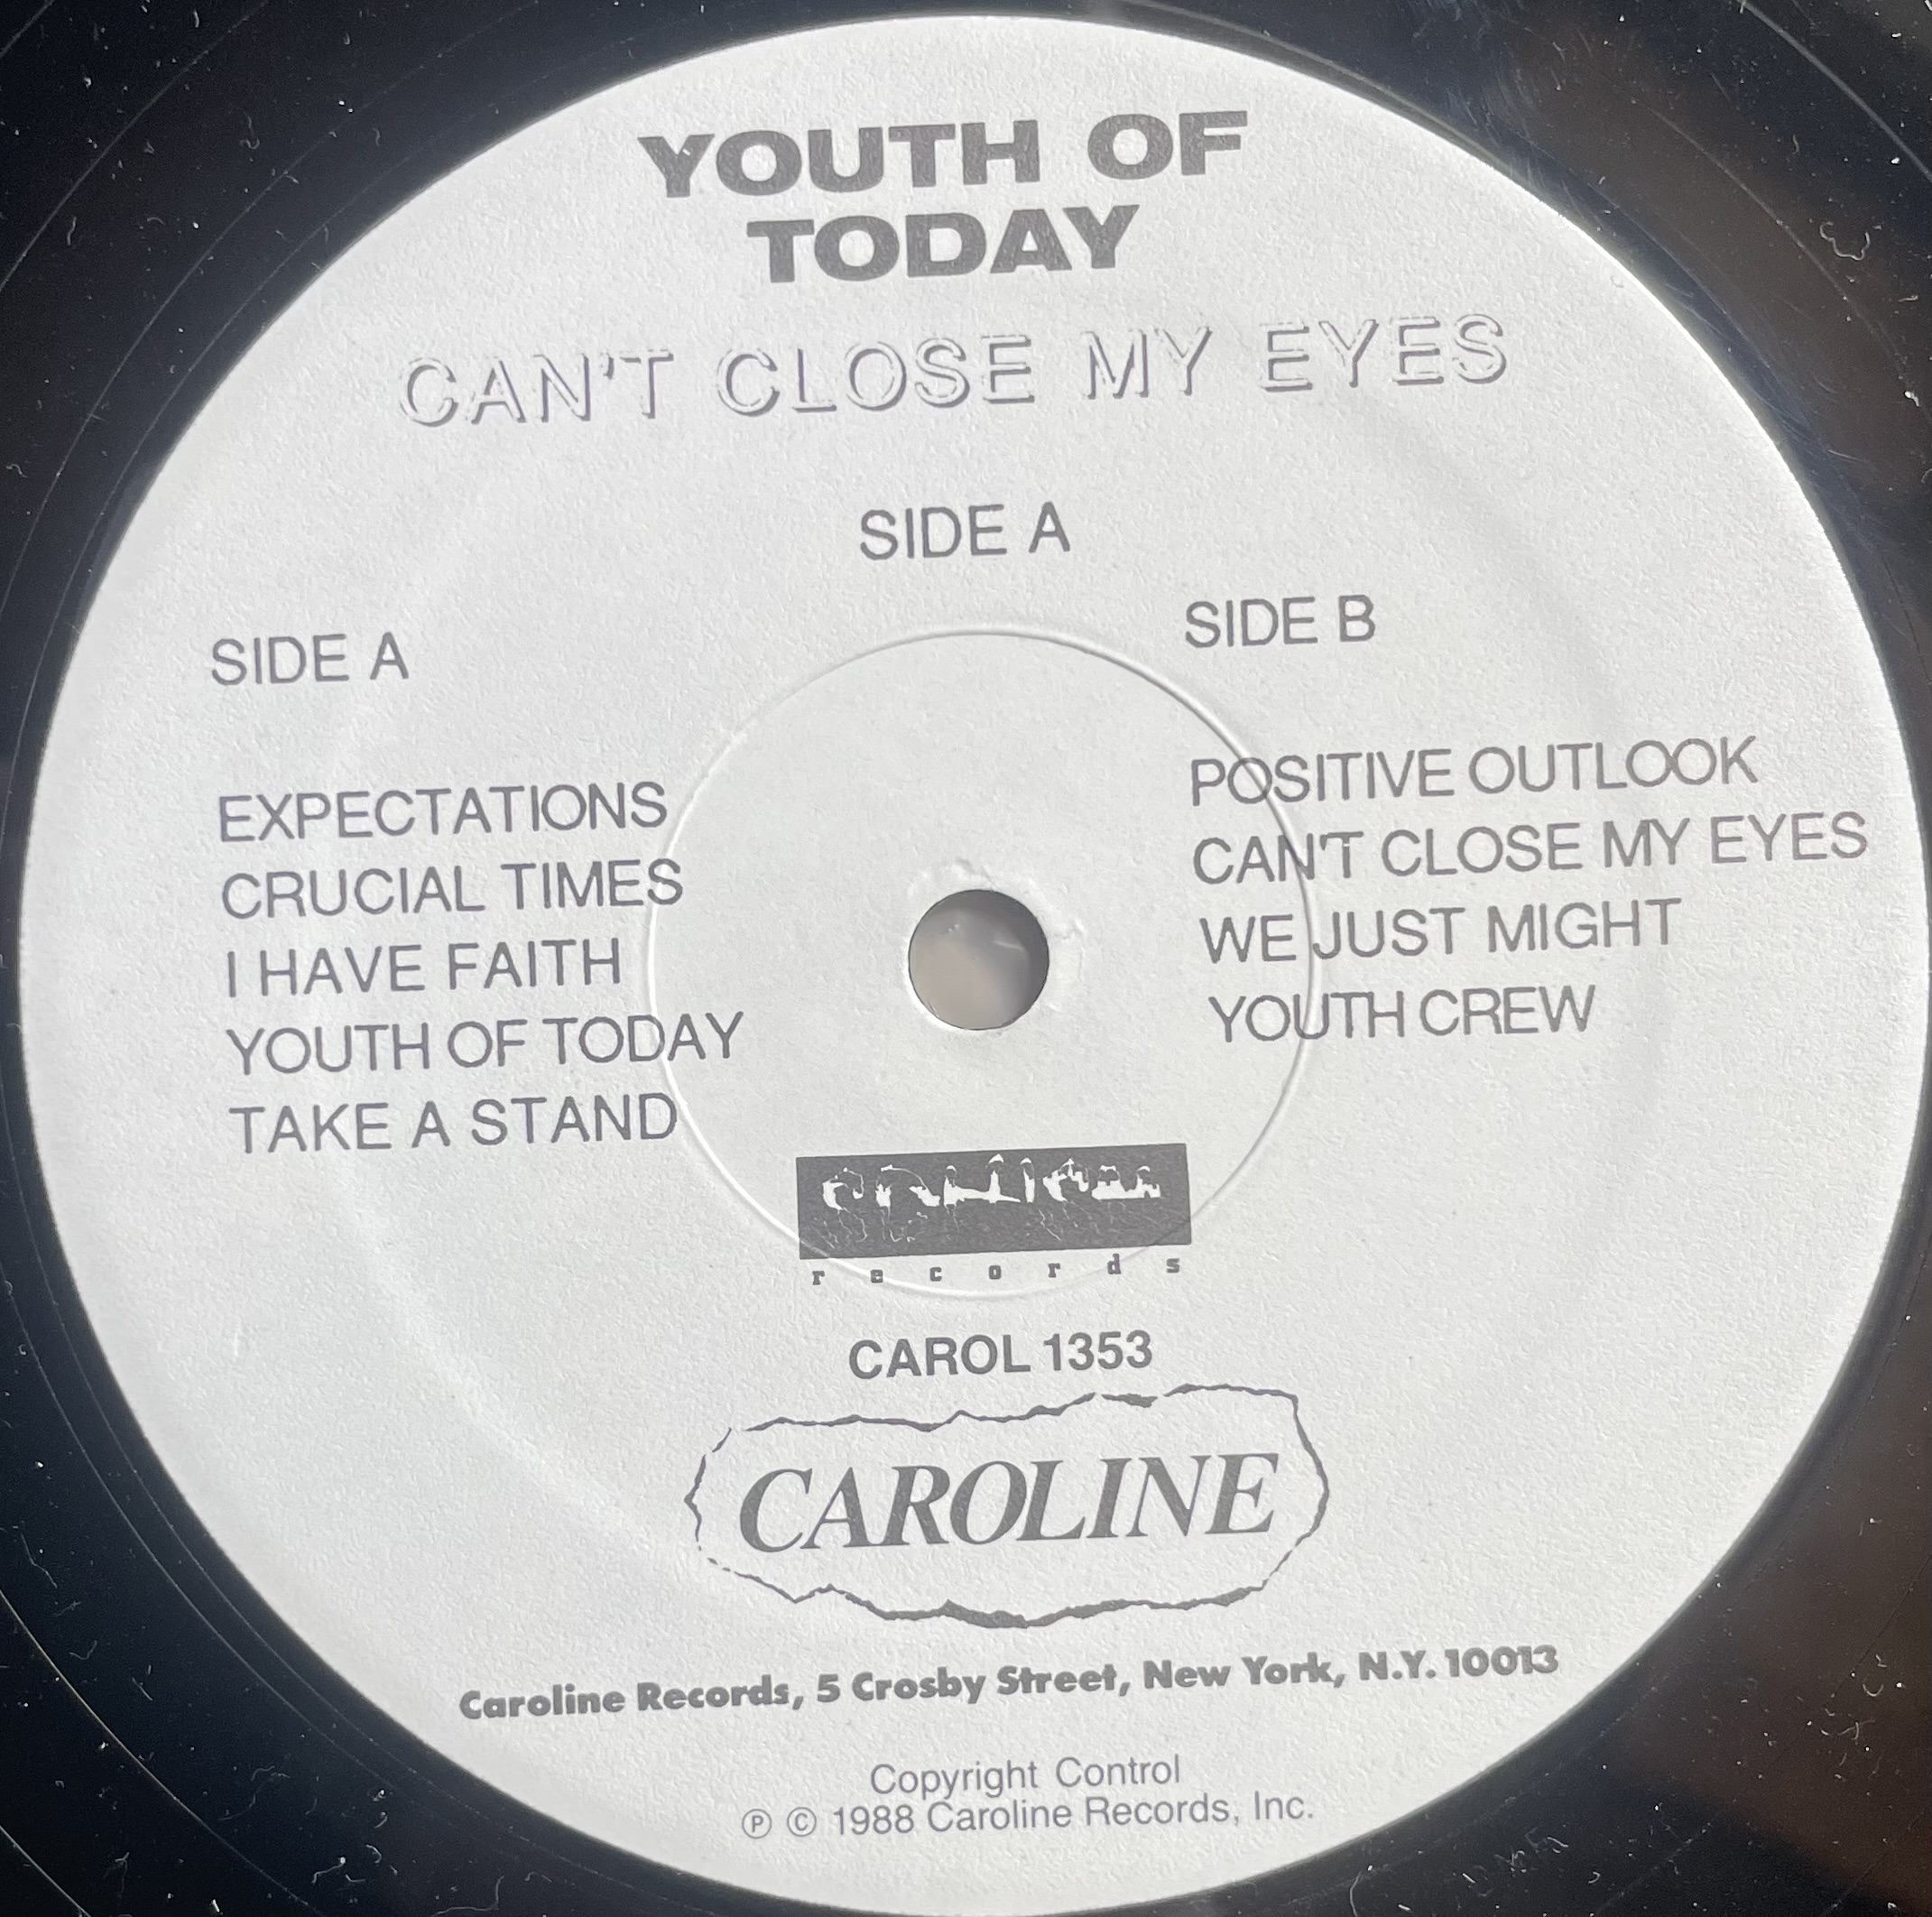 YOUTH OF
TODAY
CAN'T CLOSE MY EYES
SIDE A
SIDE A
EXPECTATIONS
CRUCIAL TIMES
I HAVE FAITH
YOUTH OF TODAY
TAKE A STAND
SIDE B
POSITIVE OUTLOOK
CAN'T CLOSE MY EYES
WE JUST MIGHT
YOUTH CREW
caroline
records
CAROL 1353
CAROLINE
Caroline Records, 5 Crosby Street, New York, N.Y. 10013
Copyright Control
℗ © 1988 Caroline Records, Inc.